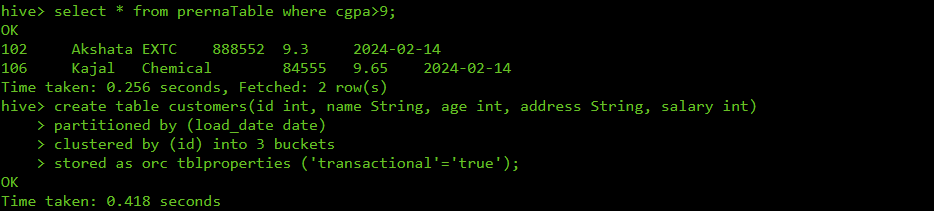 hive> select * from prernaTable where cgpa>9;
OK
102     Akshata EXTC    888552  9.3     2024-02-14
106     Kajal   Chemical        84555   9.65    2024-02-14
Time taken: 0.256 seconds, Fetched: 2 row(s)
hive> create table customers(id int, name String, age int, address String, salary int)
    > partitioned by (load_date date)
    > clustered by (id) into 3 buckets
    > stored as orc tblproperties ('transactional'='true');
OK
Time taken: 0.418 seconds